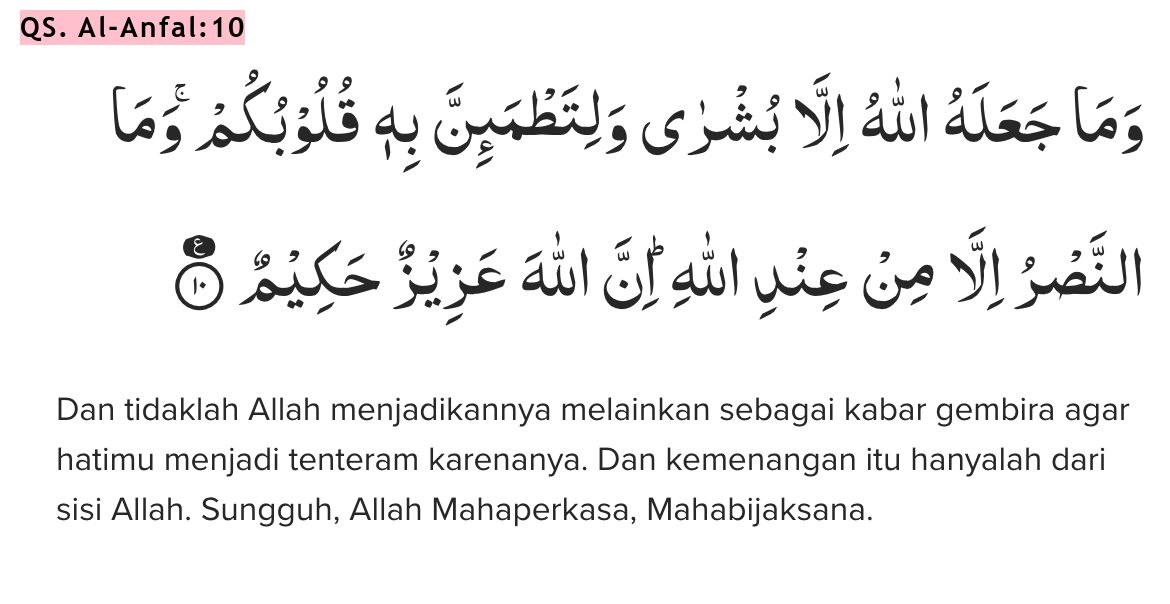 QS. Al-Anfal:10
وَمَا جَعَلَهُ اللّٰهُ اِلَّا بُشْرٰى وَلِتَطْمَىِٕنَّ بِهٖ قُلُوْبُكُمْۗ وَمَا
النَّصْرُ اِلَّا مِنْ عِنْدِ اللّٰهِ ۗاِنَّ اللّٰهَ عَزِيْزٌ حَكِيْمٌ ࣖ ١٠
Dan tidaklah Allah menjadikannya melainkan sebagai kabar gembira agar
hatimu menjadi tenteram karenanya. Dan kemenangan itu hanyalah dari
sisi Allah. Sungguh, Allah Mahaperkasa, Mahabijaksana.